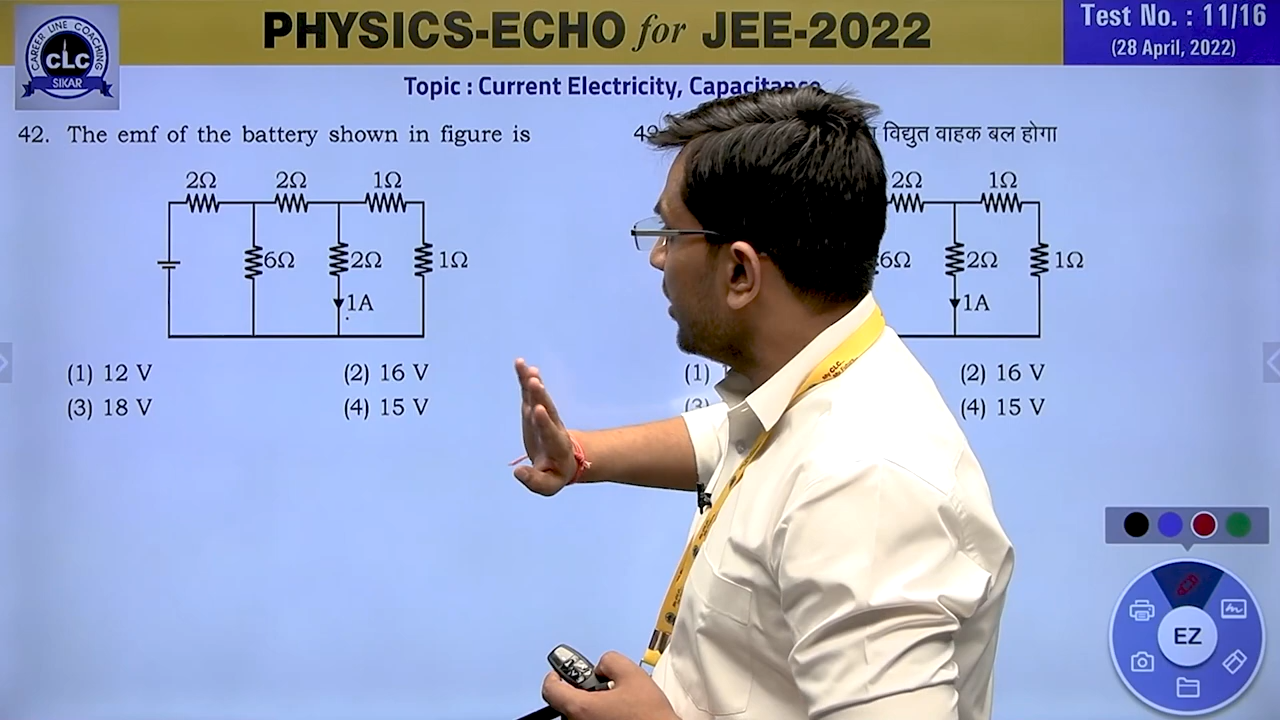 PHYSICS-ECHO for JEE-2022
Test No. : 11/16
(28 April, 2022)
CAREER LINE COACHING
CLC
SIKAR
Topic : Current Electricity, Capacitance
42. The emf of the battery shown in figure is
2Ω 2Ω 1Ω
6Ω 2Ω 1Ω
1A
(1) 12 V (2) 16 V
(3) 18 V (4) 15 V
विद्युत वाहक बल होगा
2Ω 1Ω
6Ω 2Ω 1Ω
1A
(1) (2) 16 V
(3) (4) 15 V
EZ